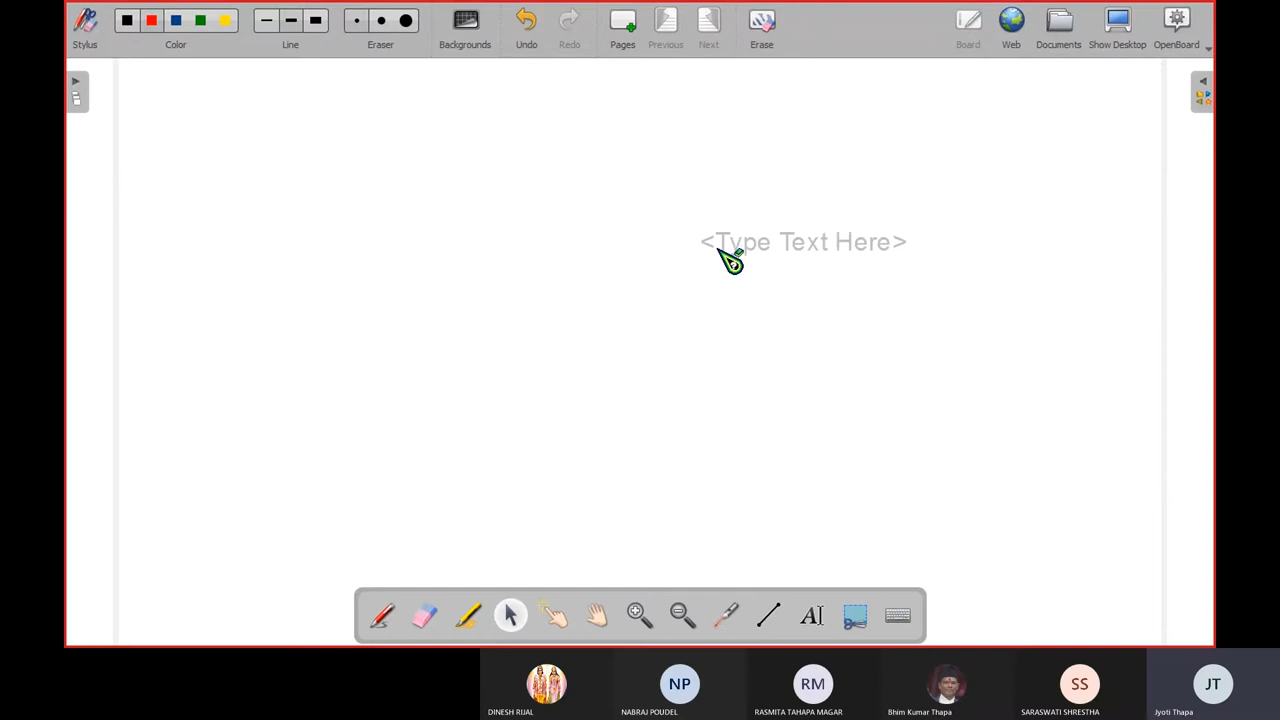 Stylus Color Line Eraser Backgrounds Undo Redo Pages Previous Next Erase Board Web Documents Show Desktop OpenBoard
<Type Text Here>
A
NP RM SS JT
DINESH RIJAL NABRAJ POUDEL RASMITA TAHAPA MAGAR Bhim Kumar Thapa SARASWATI SHRESTHA Jyoti Thapa